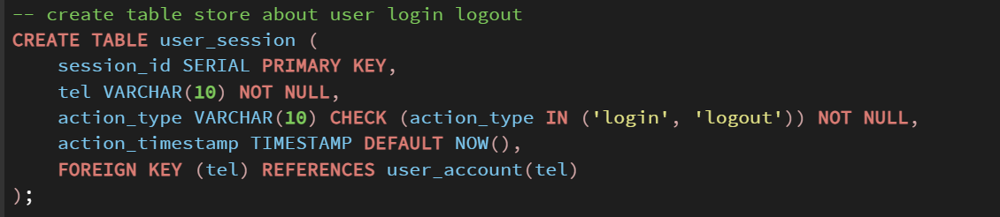 -- create table store about user login logout
CREATE TABLE user_session (
    session_id SERIAL PRIMARY KEY,
    tel VARCHAR(10) NOT NULL,
    action_type VARCHAR(10) CHECK (action_type IN ('login', 'logout')) NOT NULL,
    action_timestamp TIMESTAMP DEFAULT NOW(),
    FOREIGN KEY (tel) REFERENCES user_account(tel)
);